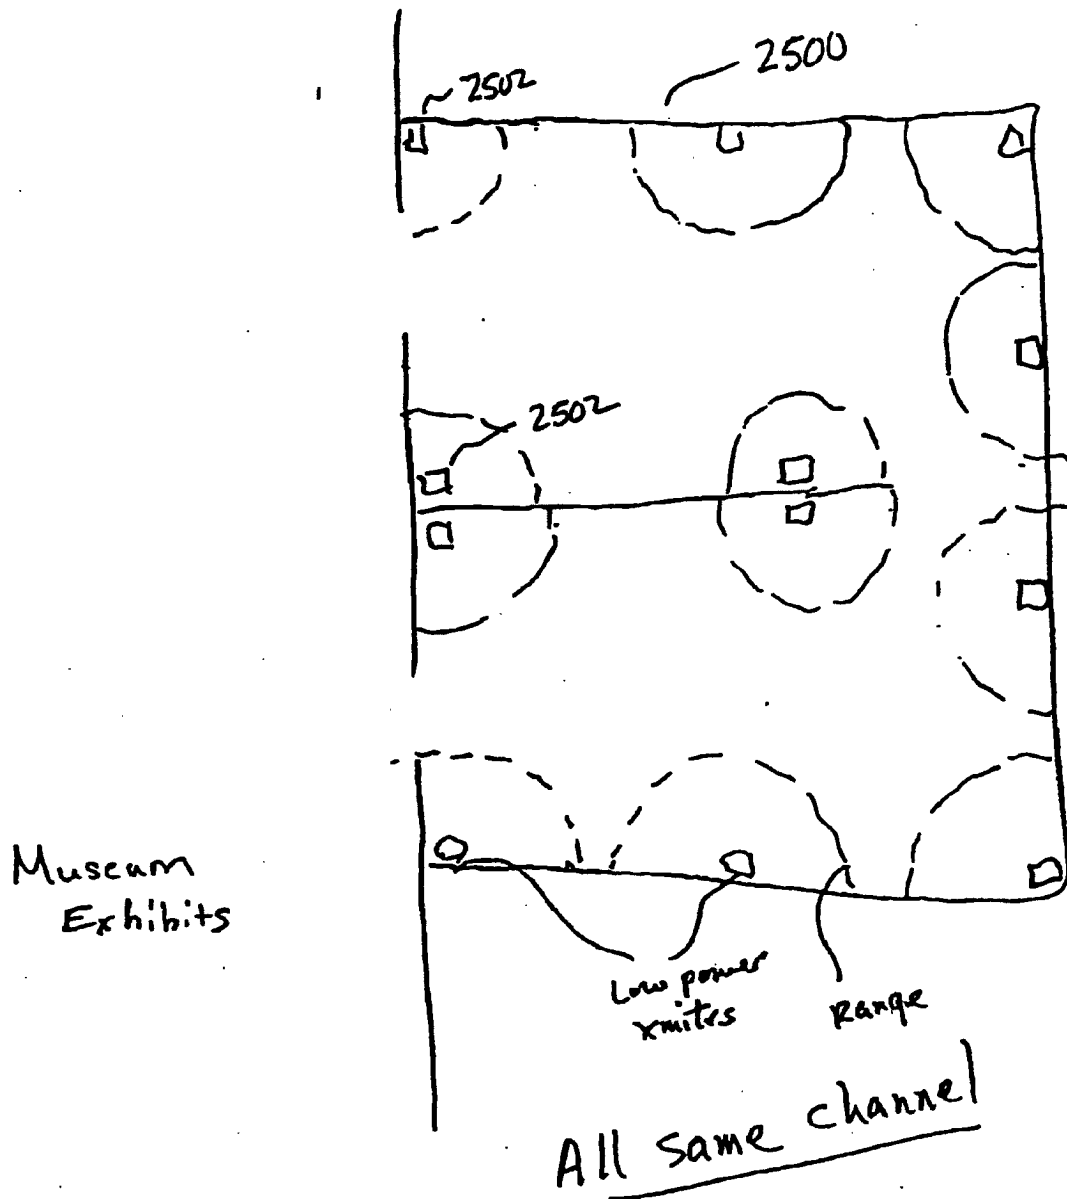 2500
2502
2502
Museum
Exhibits
Low power
xmitrs
Range
All same channel